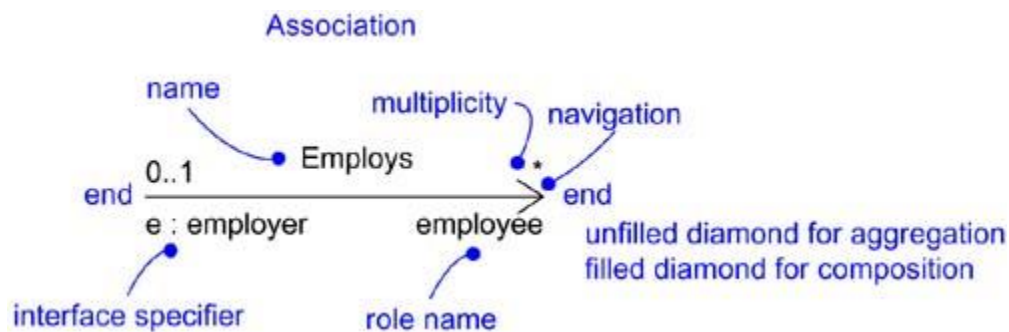 Association
name
multiplicity
navigation
Employs
0..1
*
end
end
e : employer
employee
unfilled diamond for aggregation
filled diamond for composition
interface specifier
role name